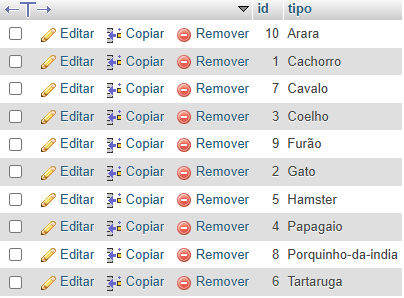 id tipo
Editar Copiar Remover 10 Arara
Editar Copiar Remover 1 Cachorro
Editar Copiar Remover 7 Cavalo
Editar Copiar Remover 3 Coelho
Editar Copiar Remover 9 Furão
Editar Copiar Remover 2 Gato
Editar Copiar Remover 5 Hamster
Editar Copiar Remover 4 Papagaio
Editar Copiar Remover 8 Porquinho-da-índia
Editar Copiar Remover 6 Tartaruga